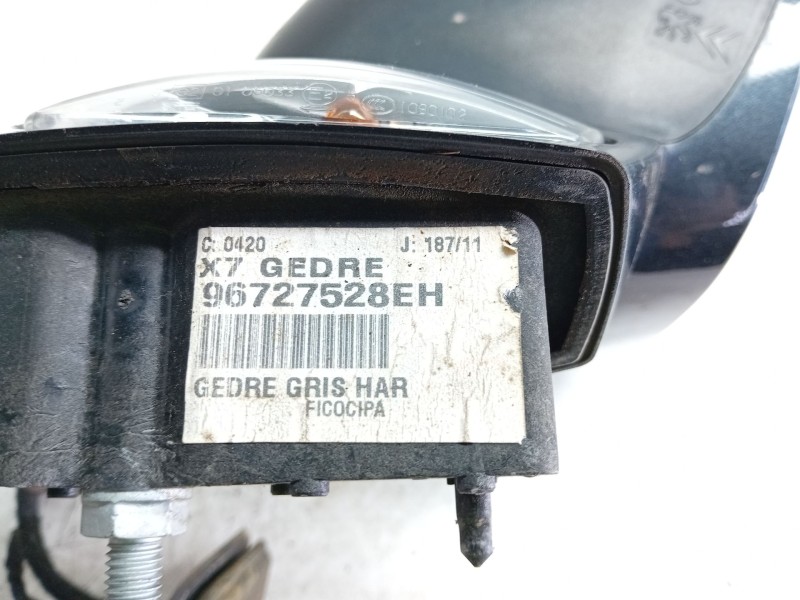 C: 0420 J: 187/11
X7 GEDRE
96727528EH
GEDRE GRIS HAR
FICOCIPA